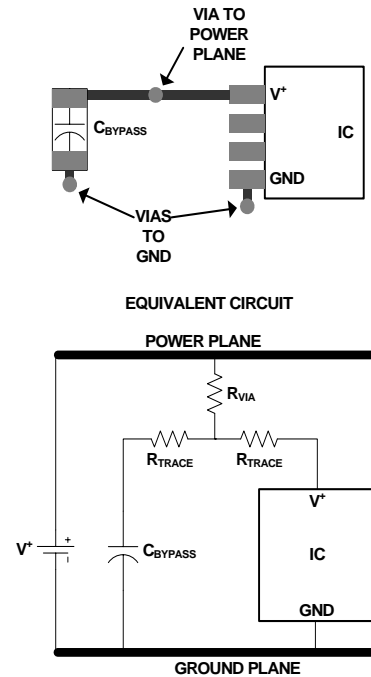 VIA TO
POWER
PLANE
V+
CBYPASS
IC
GND
VIAS
TO
GND
EQUIVALENT CIRCUIT
POWER PLANE
RVIA
RTRACE RTRACE
V+
V+ + -
CBYPASS
IC
GND
GROUND PLANE